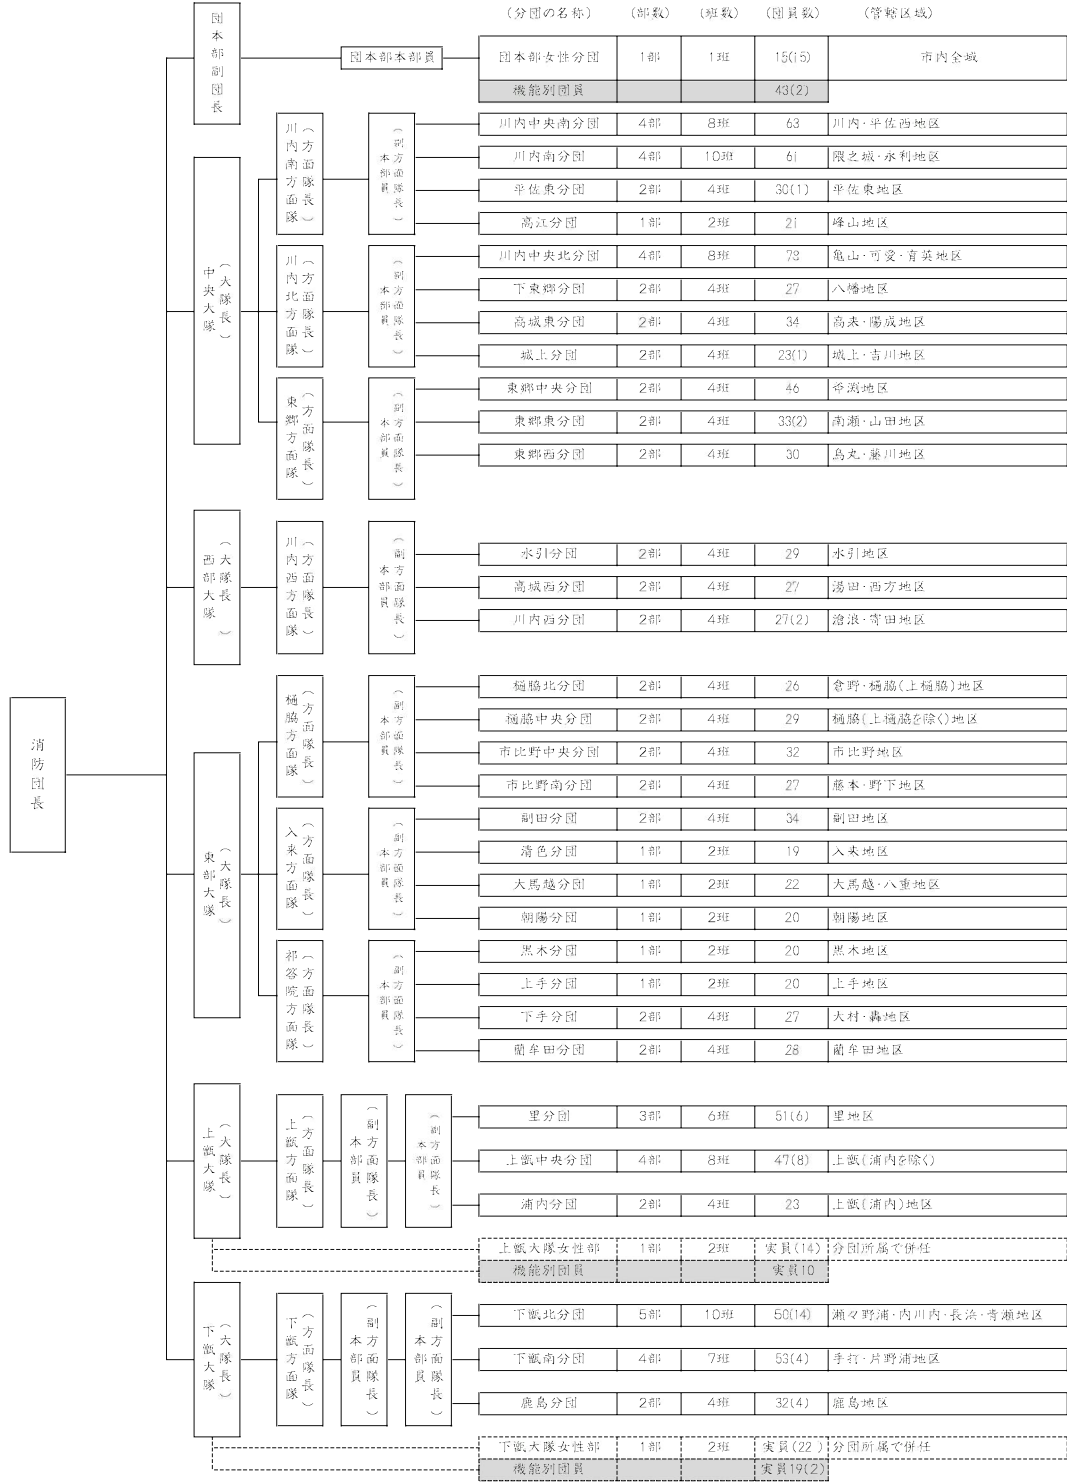 (分団の名称) (部数) (班数) (団員数) (管轄区域)
団本部副団長
団本部本部員
団本部女性分団 1部 1班 15(15) 市内全域
機能別団員 43(2)
消防団長
中央大隊(大隊長)
川内南方面隊(方面隊長)
(副方面隊長)本部員
川内中央南分団 4部 8班 63 川内・平佐西地区
川内南分団 4部 10班 61 隈之城・永利地区
平佐東分団 2部 4班 30(1) 平佐東地区
高江分団 1部 2班 21 峰山地区
川内北方面隊(方面隊長)
(副方面隊長)本部員
川内中央北分団 4部 8班 78 亀山・可愛・育英地区
下東郷分団 2部 4班 27 八幡地区
高城東分団 2部 4班 34 高来・陽成地区
城上分団 2部 4班 23(1) 城上・吉川地区
東郷方面隊(方面隊長)
(副方面隊長)本部員
東郷中央分団 2部 4班 46 斧渕地区
東郷東分団 2部 4班 33(2) 南瀬・山田地区
東郷西分団 2部 4班 30 鳥丸・藤川地区
西部大隊(大隊長)
川内西方面隊(方面隊長)
(副方面隊長)本部員
水引分団 2部 4班 29 水引地区
高城西分団 2部 4班 27 湯田・西方地区
川内西分団 2部 4班 27(2) 滄浪・寄田地区
東部大隊(大隊長)
樋脇方面隊(方面隊長)
(副方面隊長)本部員
樋脇北分団 2部 4班 26 倉野・樋脇(上樋脇)地区
樋脇中央分団 2部 4班 29 樋脇(上樋脇を除く)地区
市比野中央分団 2部 4班 32 市比野地区
市比野南分団 2部 4班 27 藤本・野下地区
入来方面隊(方面隊長)
(副方面隊長)本部員
副田分団 2部 4班 34 副田地区
清色分団 1部 2班 19 入来地区
大馬越分団 1部 2班 22 大馬越・八重地区
朝陽分団 1部 2班 20 朝陽地区
祁答院方面隊(方面隊長)
(副方面隊長)本部員
黒木分団 1部 2班 20 黒木地区
上手分団 1部 2班 20 上手地区
下手分団 2部 4班 27 大村・轟地区
藺牟田分団 2部 4班 28 藺牟田地区
上甑大隊(大隊長)
上甑方面隊(方面隊長)
(副方面隊長)本部員
(副方面隊長)本部員
里分団 3部 6班 51(6) 里地区
上甑中央分団 4部 8班 47(8) 上甑(浦内を除く)
浦内分団 2部 4班 23 上甑(浦内)地区
上甑大隊女性部 1部 2班 実員(14) 分団所属で併任
機能別団員 実員10
下甑大隊(大隊長)
下甑方面隊(方面隊長)
(副方面隊長)本部員
(副方面隊長)本部員
下甑北分団 5部 10班 50(14) 瀬々野浦・内川内・長浜・青瀬地区
下甑南分団 4部 7班 53(4) 手打・片野浦地区
鹿島分団 2部 4班 32(4) 鹿島地区
下甑大隊女性部 1部 2班 実員(22) 分団所属で併任
機能別団員 実員19(2)